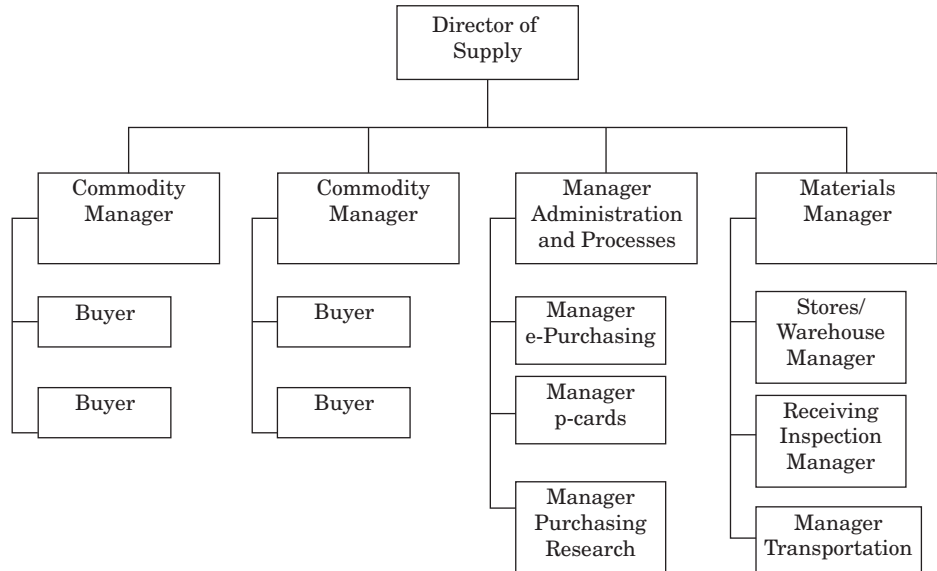 Director of
Supply
Commodity
Manager
Commodity
Manager
Manager
Administration
and Processes
Materials
Manager
Buyer
Buyer
Buyer
Buyer
Manager
e-Purchasing
Manager
p-cards
Manager
Purchasing
Research
Stores/
Warehouse
Manager
Receiving
Inspection
Manager
Manager
Transportation